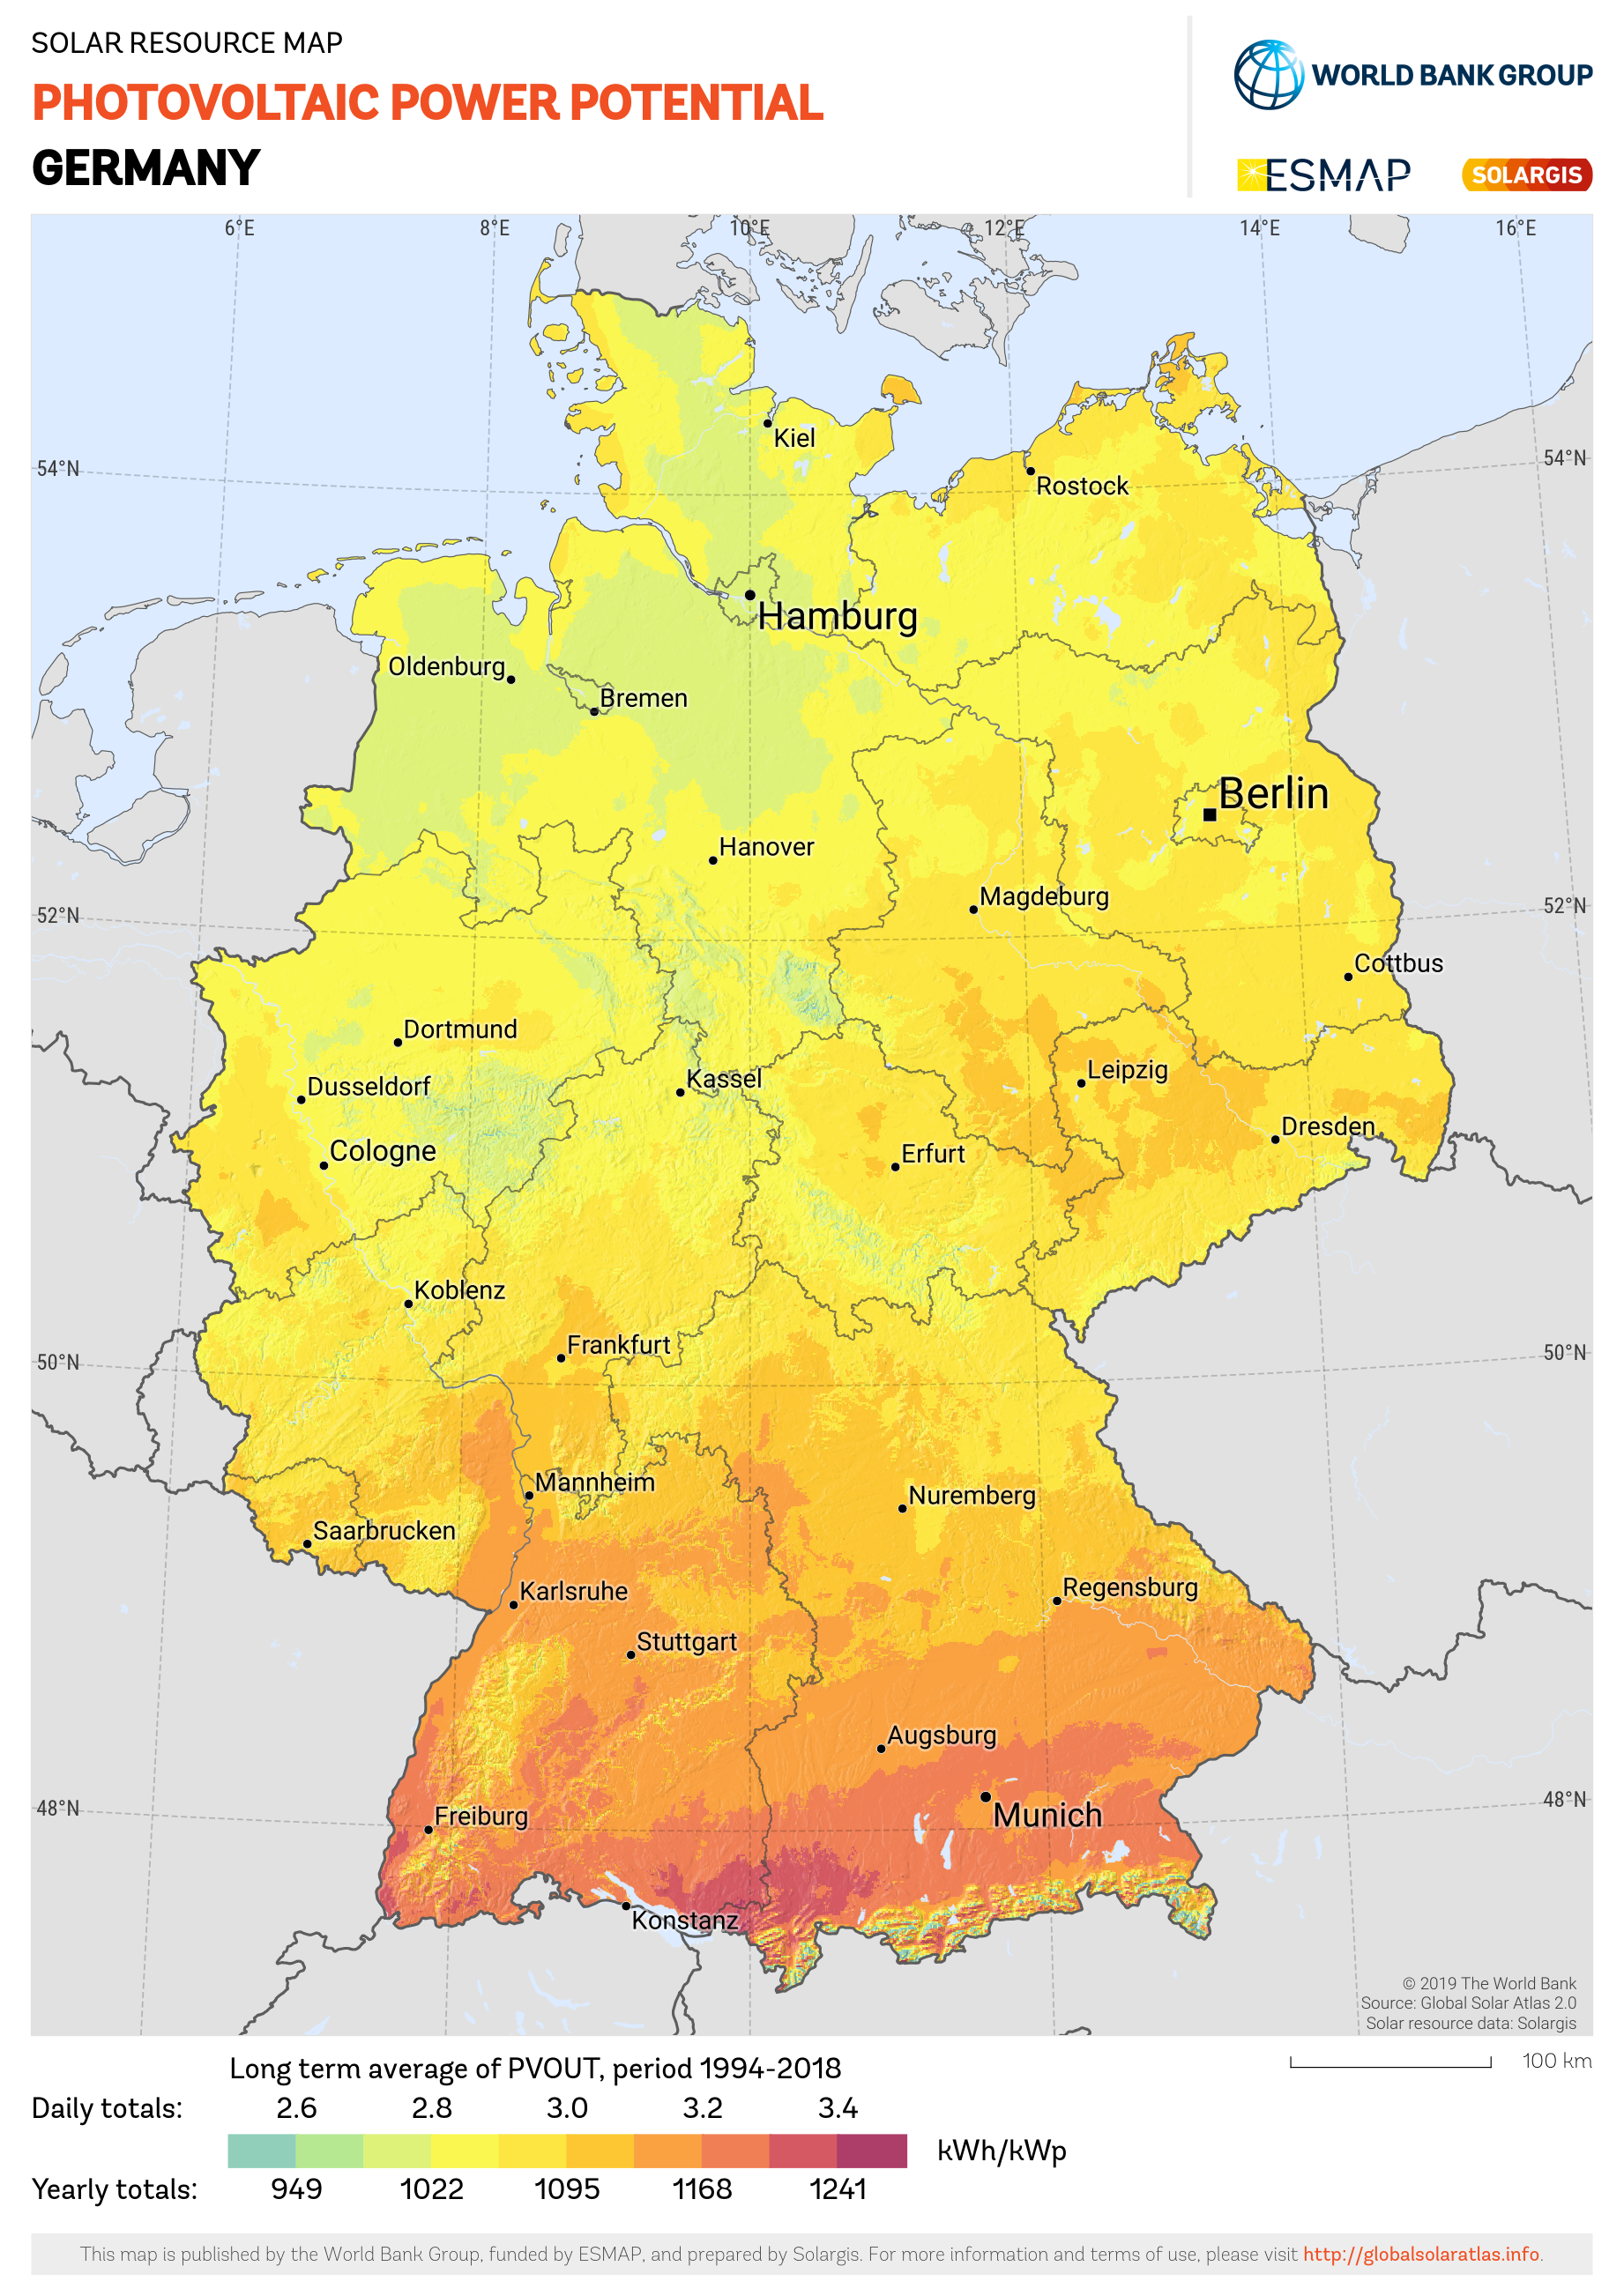 SOLAR RESOURCE MAP
PHOTOVOLTAIC POWER POTENTIAL
GERMANY
WORLD BANK GROUP
ESMAP
SOLARGIS
6°E 8°E 10°E 12°E 14°E 16°E
Kiel
54°N 54°N
Rostock
Hamburg
Oldenburg
Bremen
Berlin
Hanover
Magdeburg
52°N 52°N
Cottbus
Dortmund
Leipzig
Kassel
Dusseldorf
Dresden
Cologne
Erfurt
Koblenz
Frankfurt
50°N 50°N
Mannheim
Nuremberg
Saarbrucken
Regensburg
Karlsruhe
Stuttgart
Augsburg
48°N 48°N
Munich
Freiburg
Konstanz
© 2019 The World Bank
Source: Global Solar Atlas 2.0
Solar resource data: Solargis
100 km
Long term average of PVOUT, period 1994-2018
Daily totals: 2.6 2.8 3.0 3.2 3.4
kWh/kWp
Yearly totals: 949 1022 1095 1168 1241
This map is published by the World Bank Group, funded by ESMAP, and prepared by Solargis. For more information and terms of use, please visit http://globalsolaratlas.info.